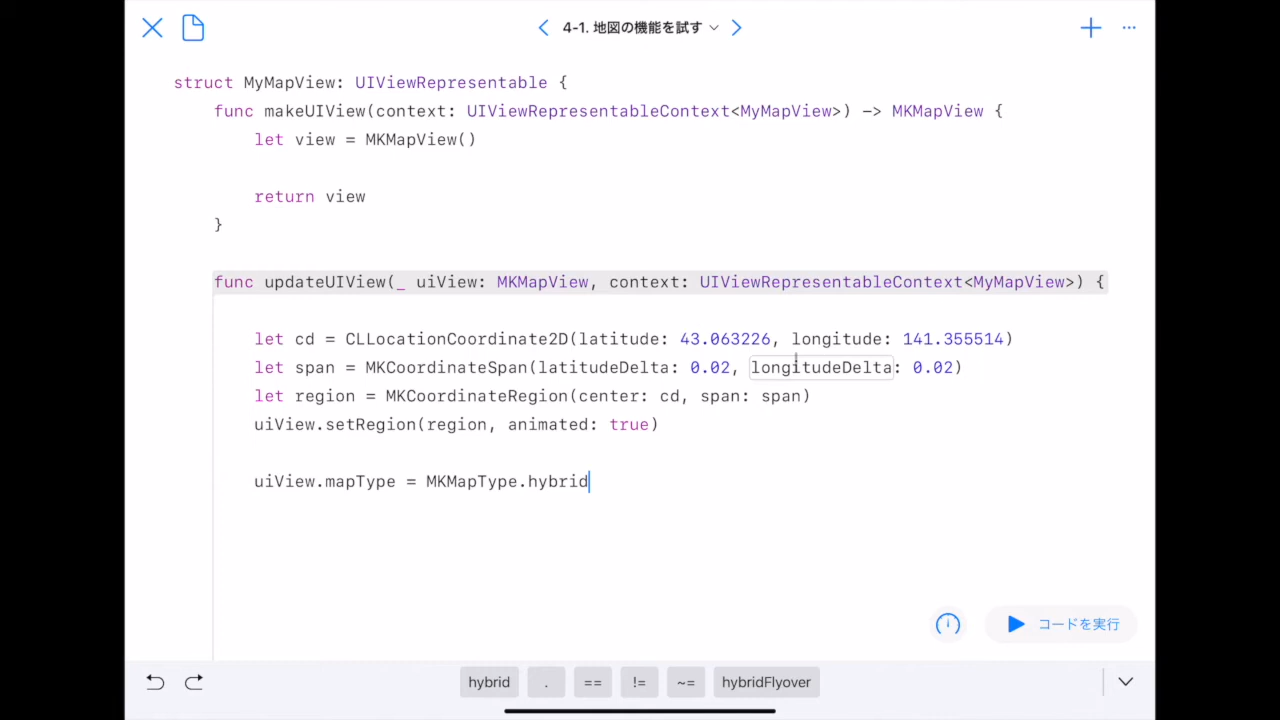 4-1. 地図の機能を試す
struct MyMapView: UIViewRepresentable {
func makeUIView(context: UIViewRepresentableContext<MyMapView>) -> MKMapView {
let view = MKMapView()
return view
}
func updateUIView(_ uiView: MKMapView, context: UIViewRepresentableContext<MyMapView>) {
let cd = CLLocationCoordinate2D(latitude: 43.063226, longitude: 141.355514)
let span = MKCoordinateSpan(latitudeDelta: 0.02, longitudeDelta: 0.02)
let region = MKCoordinateRegion(center: cd, span: span)
uiView.setRegion(region, animated: true)
uiView.mapType = MKMapType.hybrid
コードを実行
hybrid . == != ~= hybridFlyover